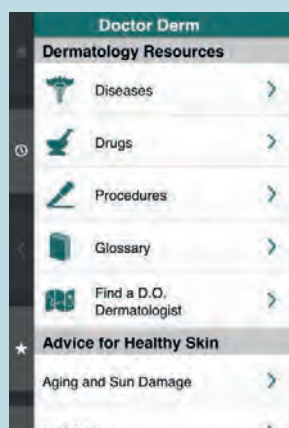 Doctor Derm
Dermatology Resources
Diseases
Drugs
Procedures
Glossary
Find a D.O.
Dermatologist
Advice for Healthy Skin
Aging and Sun Damage